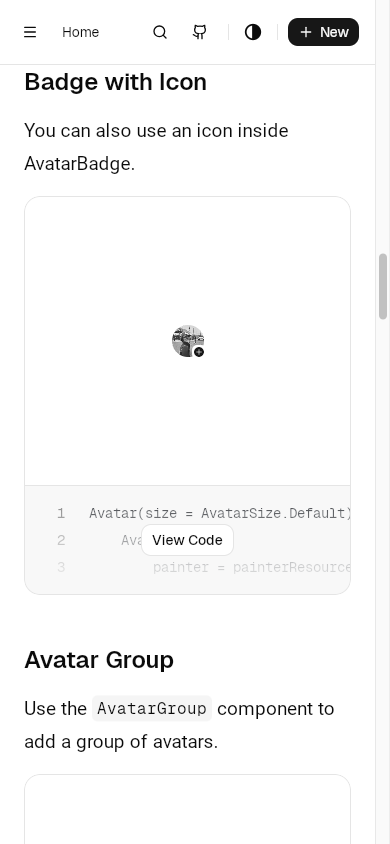 Home
New
Badge with Icon
You can also use an icon inside
AvatarBadge.
1 Avatar(size = AvatarSize.Default)
2 Ava
View Code
3 painter = painterResource
Avatar Group
Use the AvatarGroup component to
add a group of avatars.